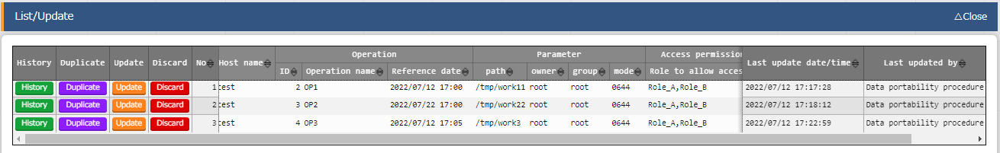 List/Update △Close
Operation Parameter Access permission
History Duplicate Update Discard No Host name Last update date/time Last updated by
ID Operation name Reference date path owner group mode Role to allow acces
History Duplicate Update Discard 1 test 2 OP1 2022/07/12 17:00 /tmp/work11 root root 0644 Role_A,Role_B 2022/07/12 17:17:28 Data portability procedure
History Duplicate Update Discard 2 test 3 OP2 2022/07/12 17:00 /tmp/work22 root root 0644 Role_A,Role_B 2022/07/12 17:18:12 Data portability procedure
History Duplicate Update Discard 3 test 4 OP3 2022/07/12 17:05 /tmp/work3 root root 0644 Role_A,Role_B 2022/07/12 17:22:59 Data portability procedure